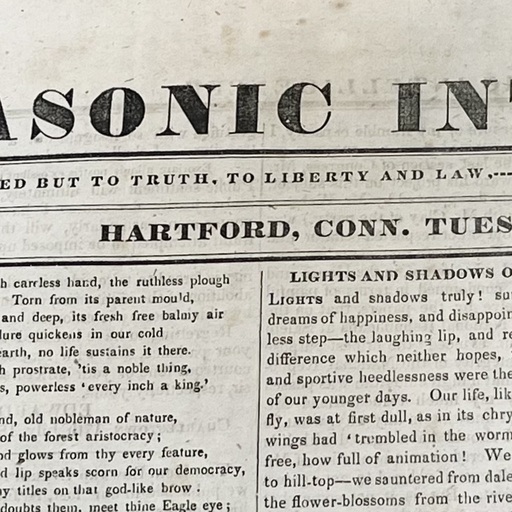 ASONIC INT
ED BUT TO TRUTH, TO LIBERTY AND LAW,---
HARTFORD, CONN. TUES
h careless hand, the ruthless plough
Torn from its parent mould,
and deep, its fresh free balmy air
lure quickens in our cold
earth, no life sustains it there.
h prostrate, 'tis a noble thing,
s, powerless 'every inch a king.'
nd, old nobleman of nature,
of the forest aristocracy;
od glows from thy every feature,
d lip speaks scorn for our democracy,
y titles on that god-like brow.
doubts them, meet thine Eagle eye;
LIGHTS AND SHADOWS O
LIGHTS and shadows truly! su
dreams of happiness, and disappoin
less step—the laughing lip, and re
difference which neither hopes,
and sportive heedlessness were the
of our younger days. Our life, lik
fly, was at first dull, as in its chry
wings had 'trembled in the worm
free, how full of animation! We
to hill-top—we sauntered from dale
the flower-blossoms from the rive